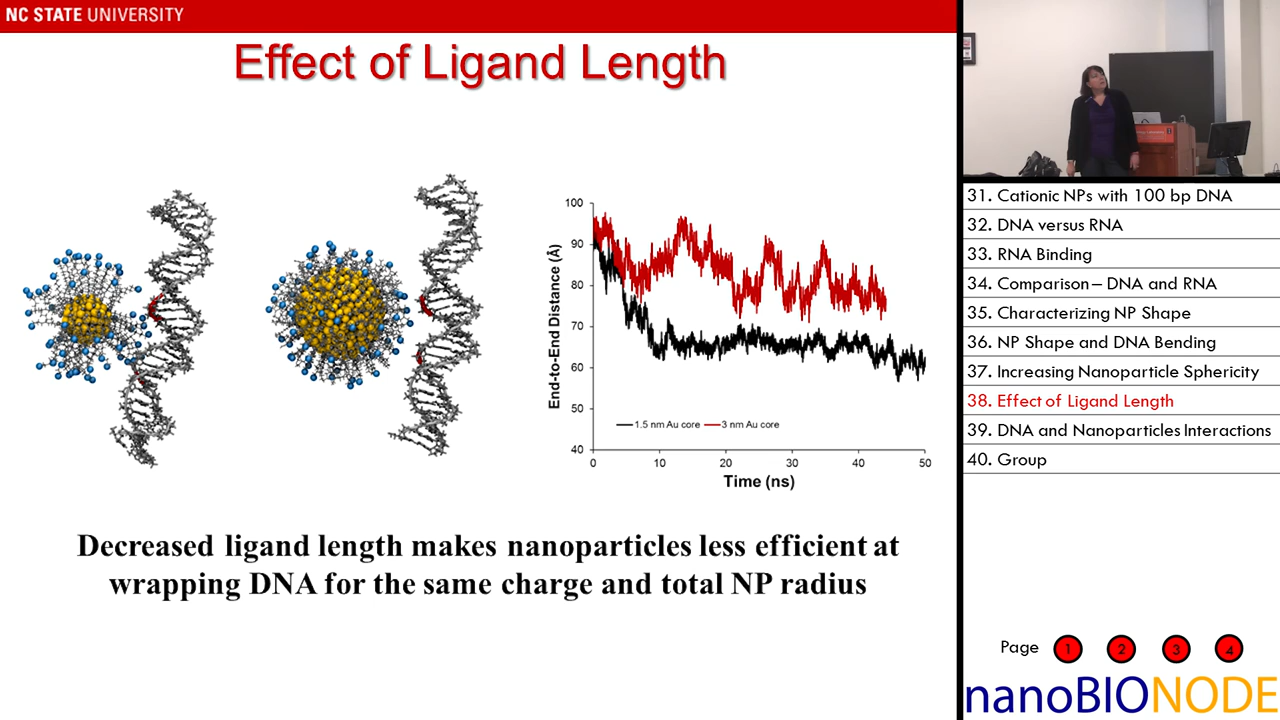 NC STATE UNIVERSITY
Effect of Ligand Length
100
90
80
70
60
50
40
End-to-End Distance (Å)
1.5 nm Au core
3 nm Au core
0
10
20
30
40
50
Time (ns)
Decreased ligand length makes nanoparticles less efficient at
wrapping DNA for the same charge and total NP radius
31. Cationic NPs with 100 bp DNA
32. DNA versus RNA
33. RNA Binding
34. Comparison – DNA and RNA
35. Characterizing NP Shape
36. NP Shape and DNA Bending
37. Increasing Nanoparticle Sphericity
38. Effect of Ligand Length
39. DNA and Nanoparticles Interactions
40. Group
Page 1 2 3 4
nanoBIONODE